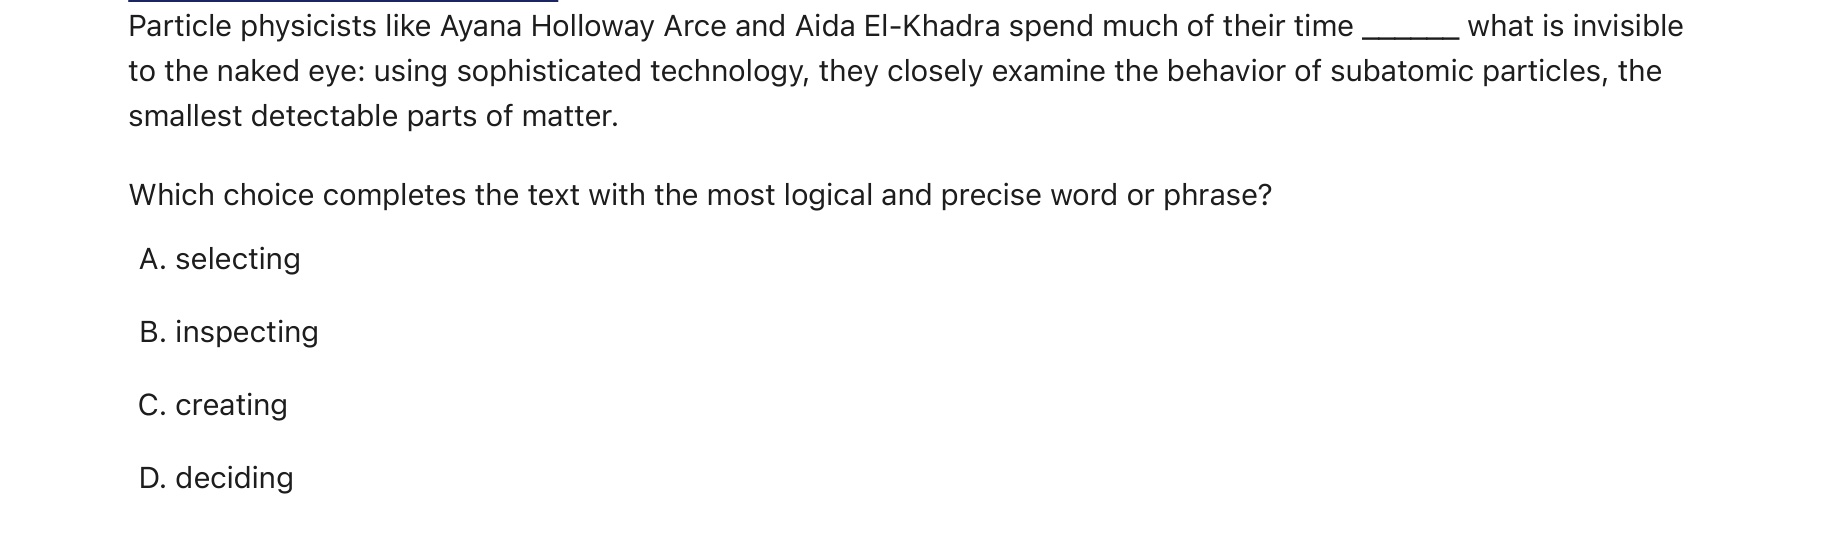 Particle physicists like Ayana Holloway Arce and Aida El-Khadra spend much of their time ______ what is invisible
to the naked eye: using sophisticated technology, they closely examine the behavior of subatomic particles, the
smallest detectable parts of matter.
Which choice completes the text with the most logical and precise word or phrase?
A. selecting
B. inspecting
C. creating
D. deciding